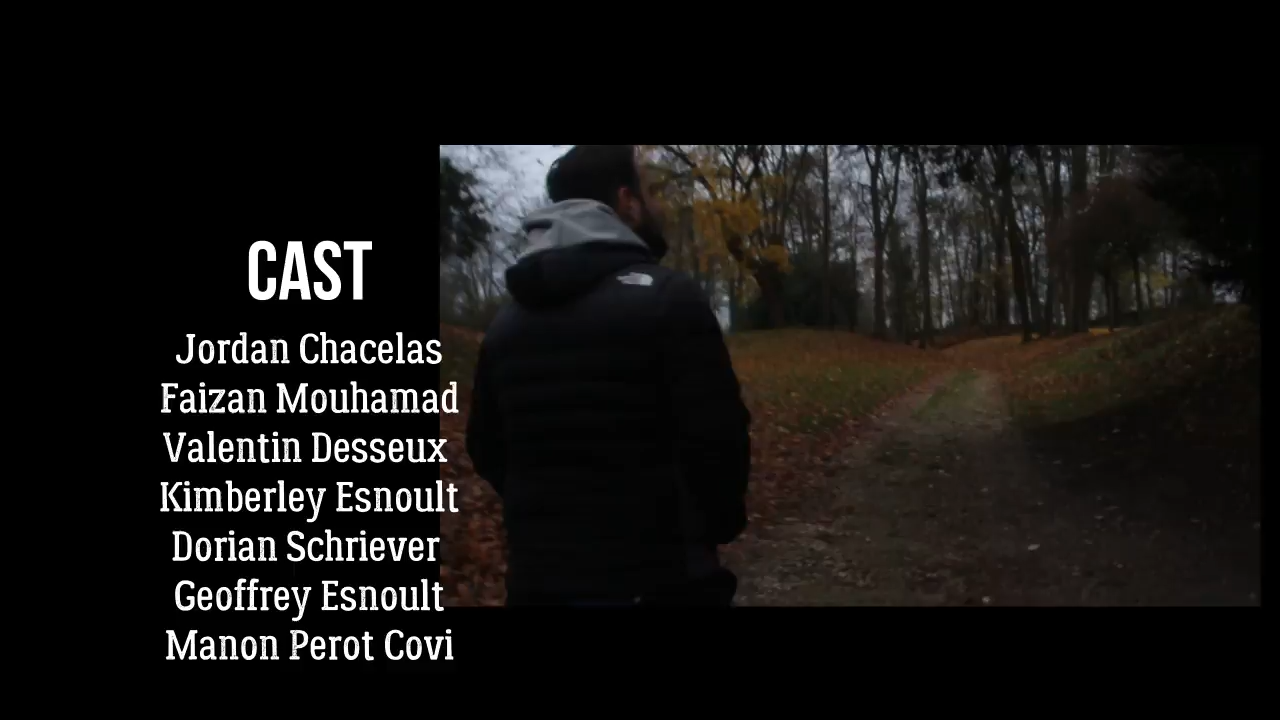 CAST
Jordan Chacelas
Faizan Mouhamad
Valentin Desseux
Kimberley Esnoult
Dorian Schriever
Geoffrey Esnoult
Manon Perot Covi